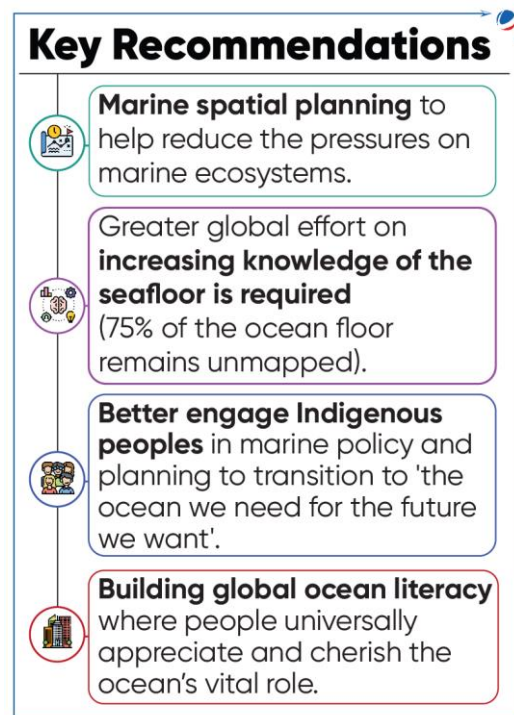 Key Recommendations
Marine spatial planning to
help reduce the pressures on
marine ecosystems.
Greater global effort on
increasing knowledge of the
seafloor is required
(75% of the ocean floor
remains unmapped).
Better engage Indigenous
peoples in marine policy and
planning to transition to 'the
ocean we need for the future
we want'.
Building global ocean literacy
where people universally
appreciate and cherish the
ocean's vital role.